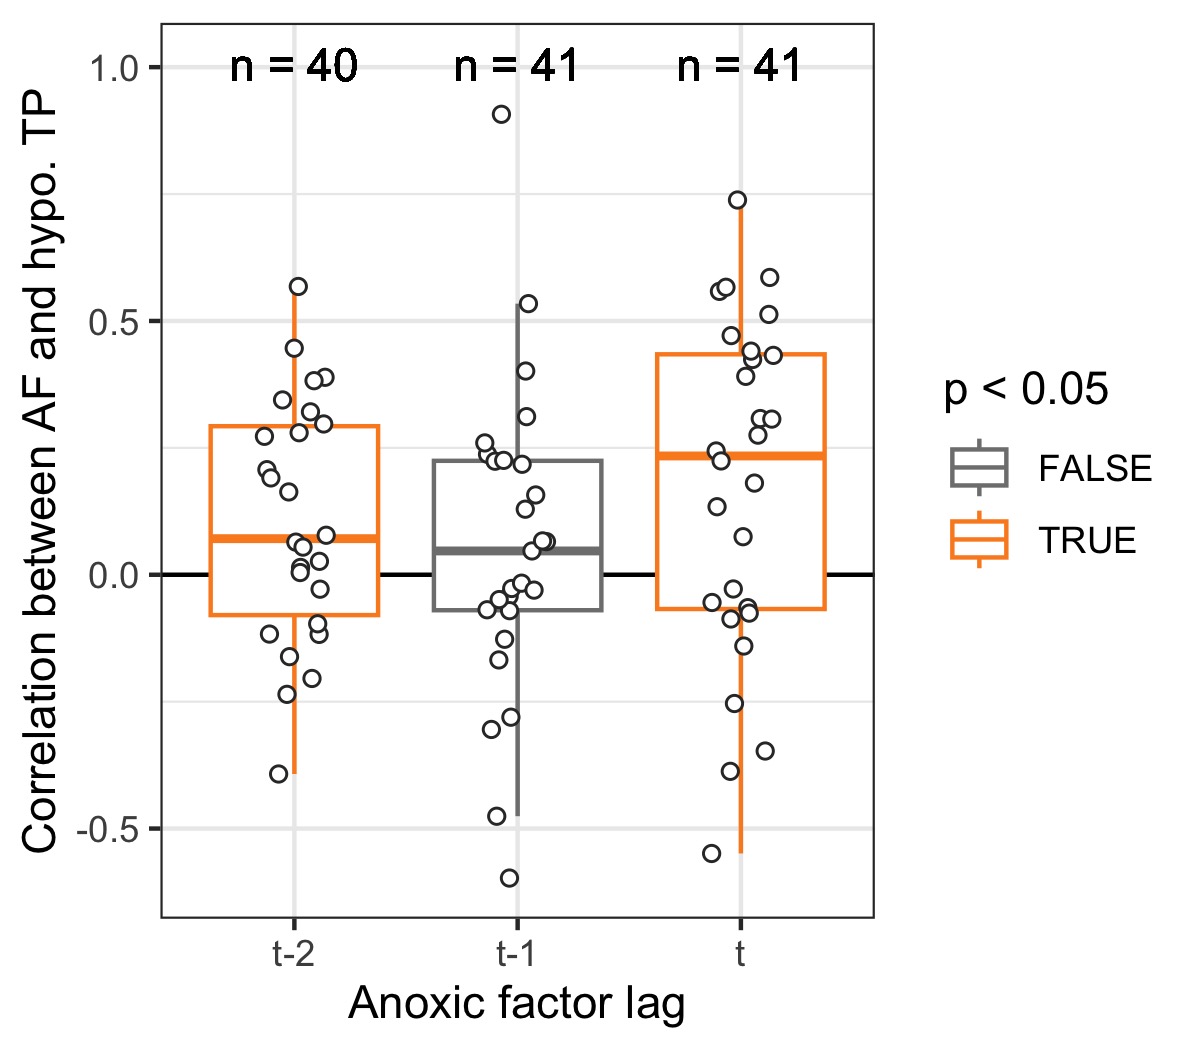 Correlation between AF and hypo. TP
1.0
0.5
0.0
-0.5
n = 40
n = 41
n = 41
t-2
t-1
t
Anoxic factor lag
p < 0.05
FALSE
TRUE